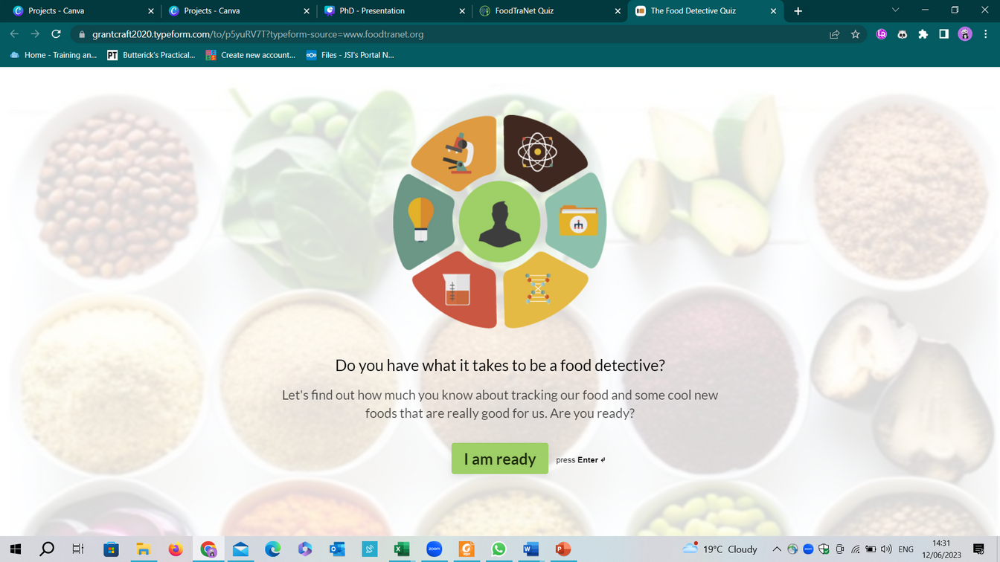 Projects - Canva
Projects - Canva
PhD - Presentation
FoodTraNet Quiz
The Food Detective Quiz
grantcraft2020.typeform.com/to/p5yuRV7T?typeform-source=www.foodtranet.org
Home - Training an...
PT Butterick's Practical...
Create new account...
Files - JSI's Portal N...
Do you have what it takes to be a food detective?
Let's find out how much you know about tracking our food and some cool new
foods that are really good for us. Are you ready?
I am ready press Enter ↵
19°C Cloudy
ENG
14:31
12/06/2023